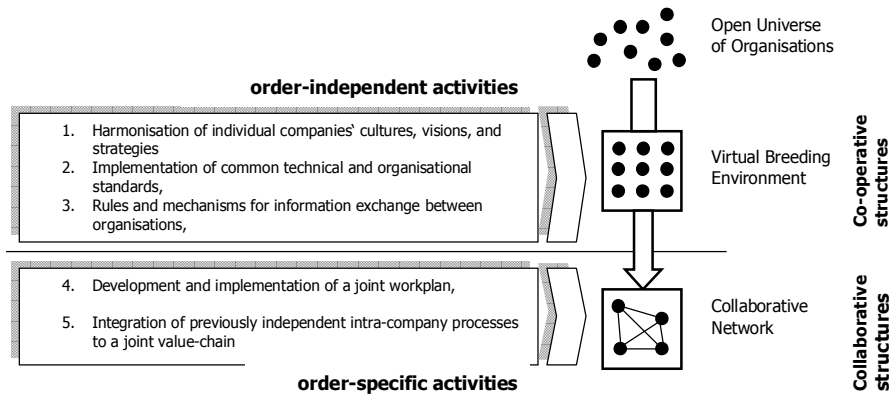 Open Universe
of Organisations
order-independent activities
1. Harmonisation of individual companies‘ cultures, visions, and
strategies
2. Implementation of common technical and organisational
standards,
3. Rules and mechanisms for information exchange between
organisations,
Virtual Breeding
Environment
Co-operative
structures
4. Development and implementation of a joint workplan,
5. Integration of previously independent intra-company processes
to a joint value-chain
Collaborative
Network
Collaborative
structures
order-specific activities